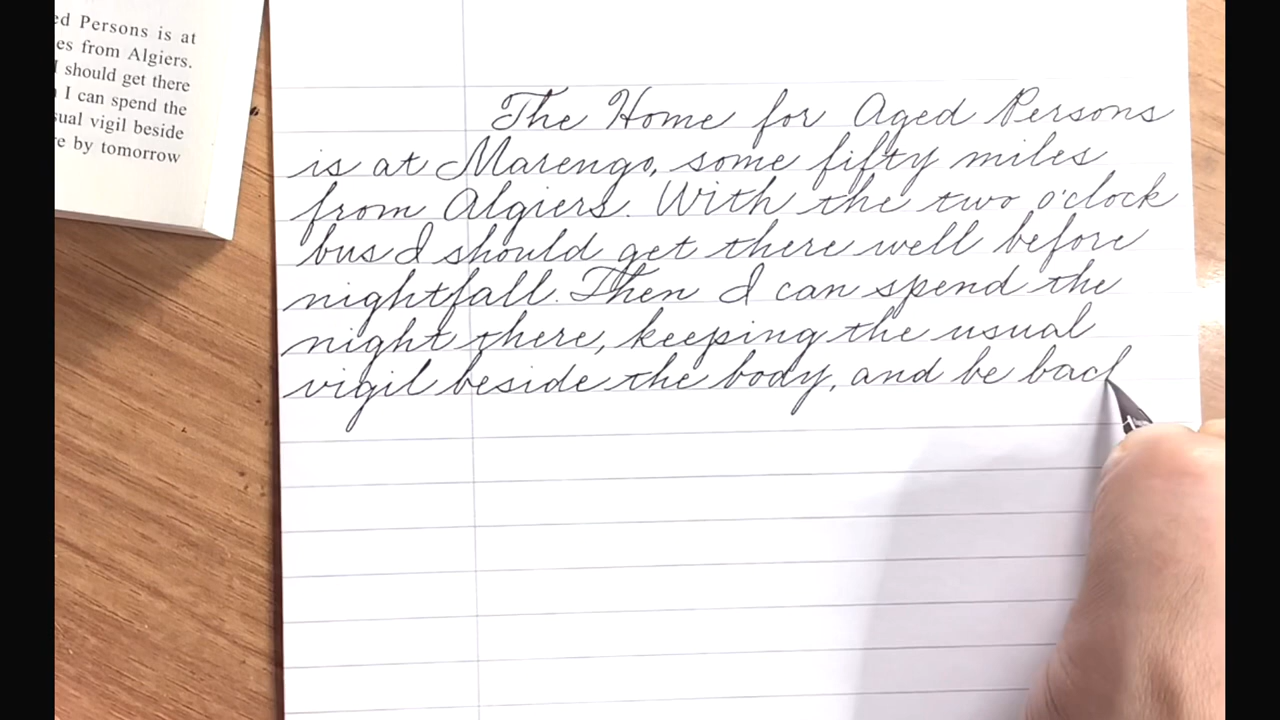 ed Persons is at
es from Algiers.
I should get there
I can spend the
sual vigil beside
re by tomorrow
The Home for Aged Persons
is at Marengo, some fifty miles
from Algiers. With the two o'clock
bus I should get there well before
nightfall. Then I can spend the
night there, keeping the usual
vigil beside the body, and be bac